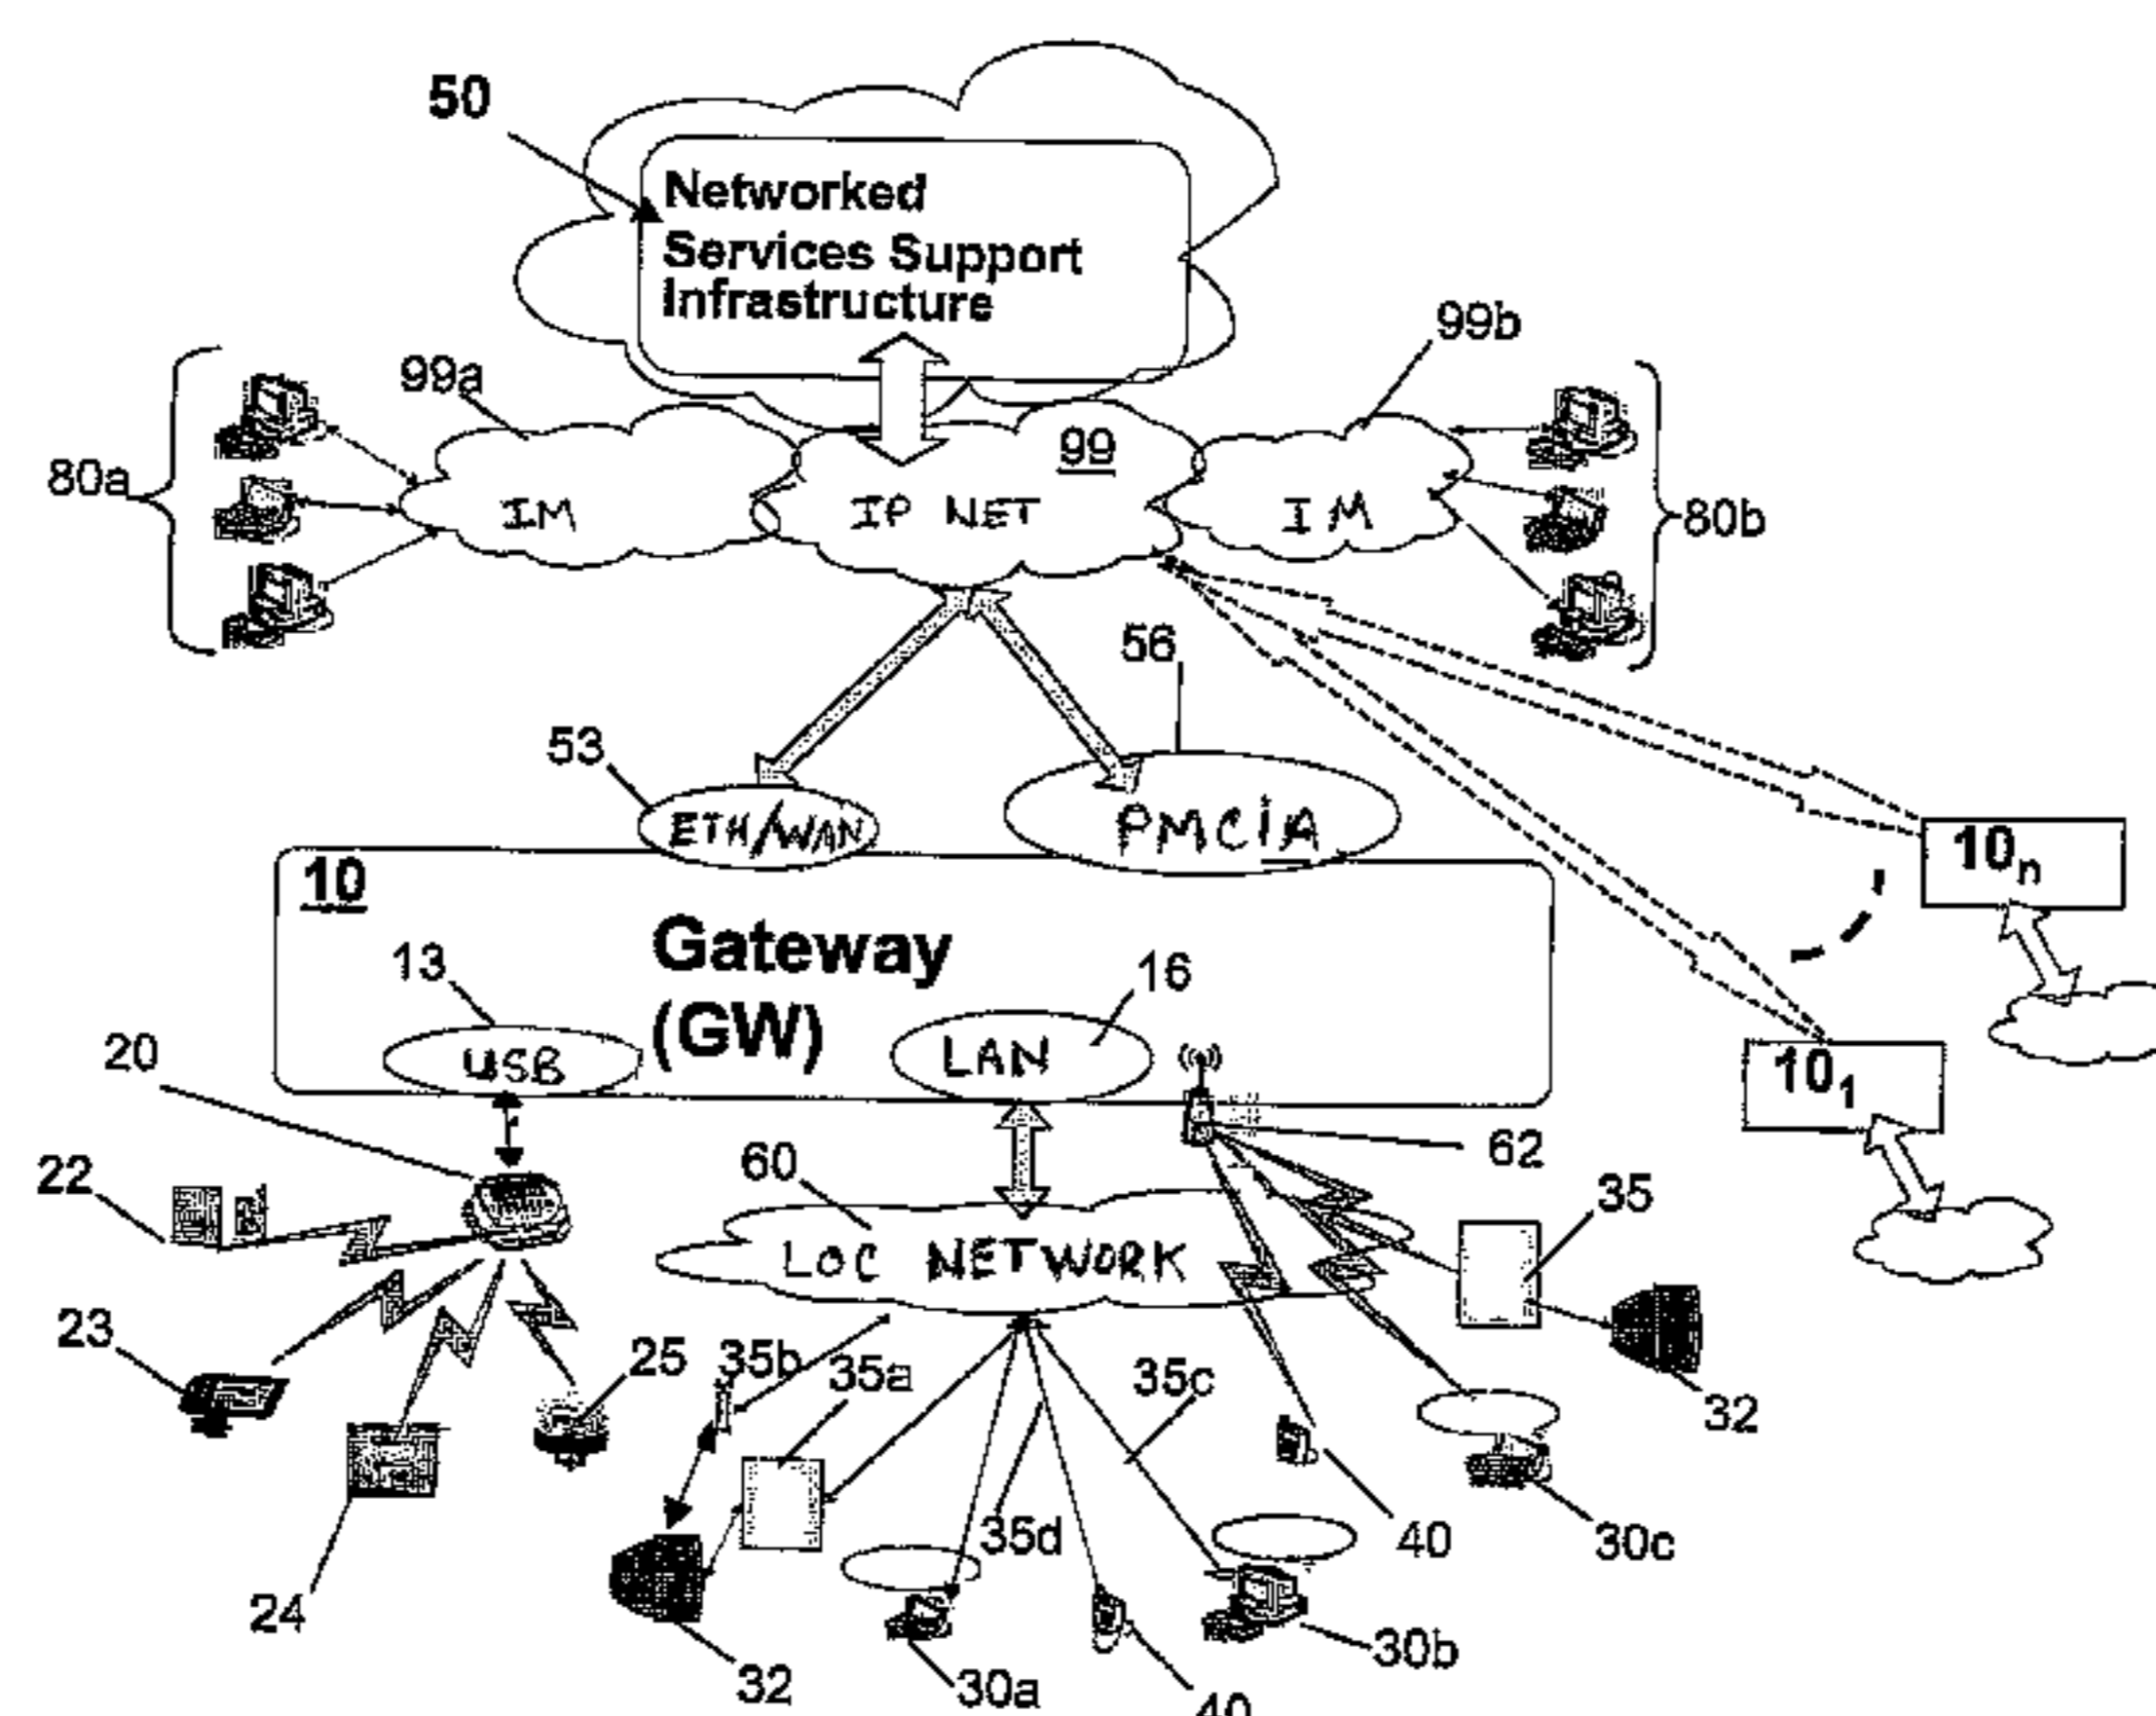 50
Networked
Services Support
Infrastructure
99a
99b
80a
IM
99
IP NET
IM
80b
56
53
ETH/WAN
PMCIA
10
Gateway
(GW)
13
USB
16
LAN
10n
101
20
22
23
24
25
60
LOC NETWORK
62
35
32
35b
35a
35c
35d
32
30a
40
30b
40
30c